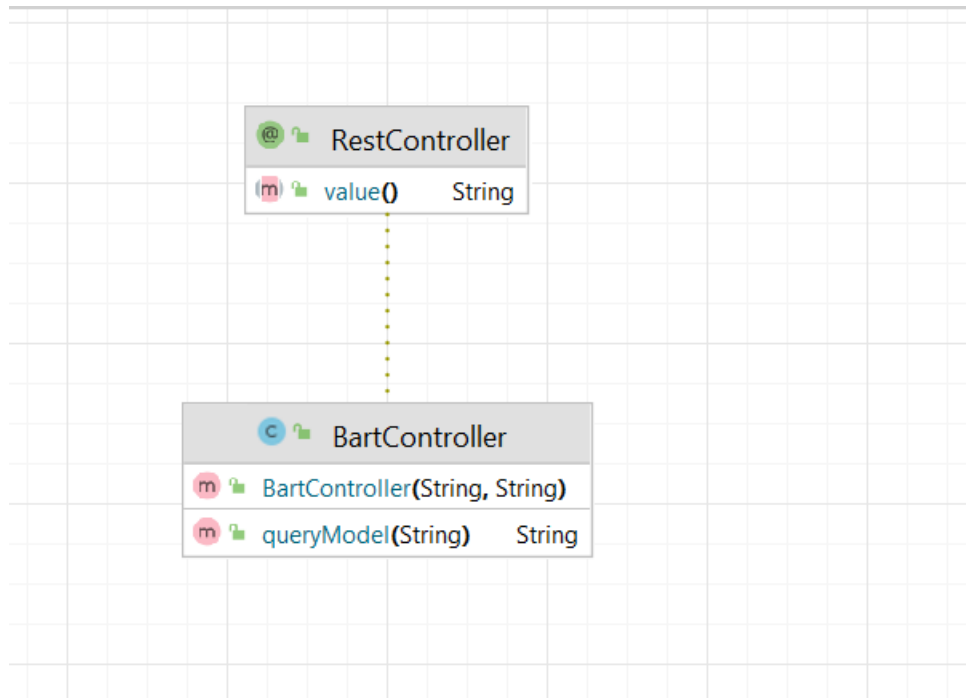 @ RestController
m value() String
C BartController
m BartController(String, String)
m queryModel(String) String